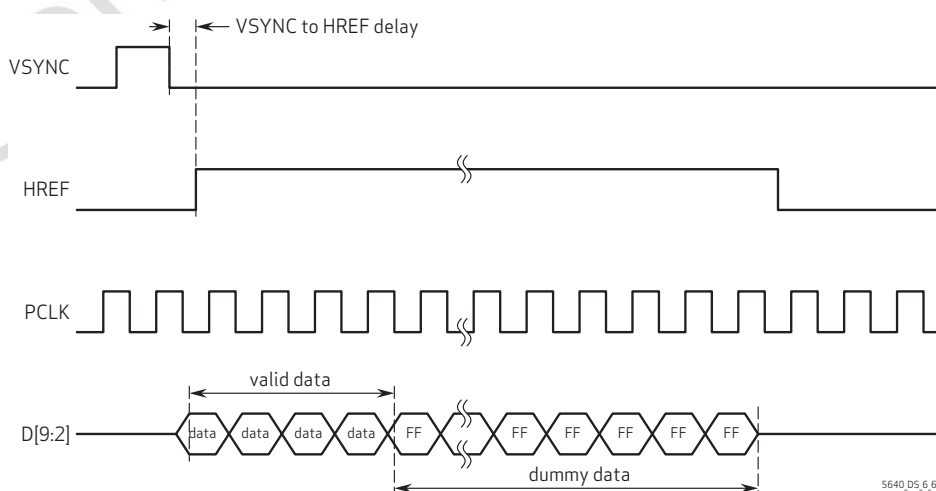 VSYNC to HREF delay
VSYNC
HREF
PCLK
valid data
D[9:2]
data data data data FF FF FF FF FF FF
dummy data